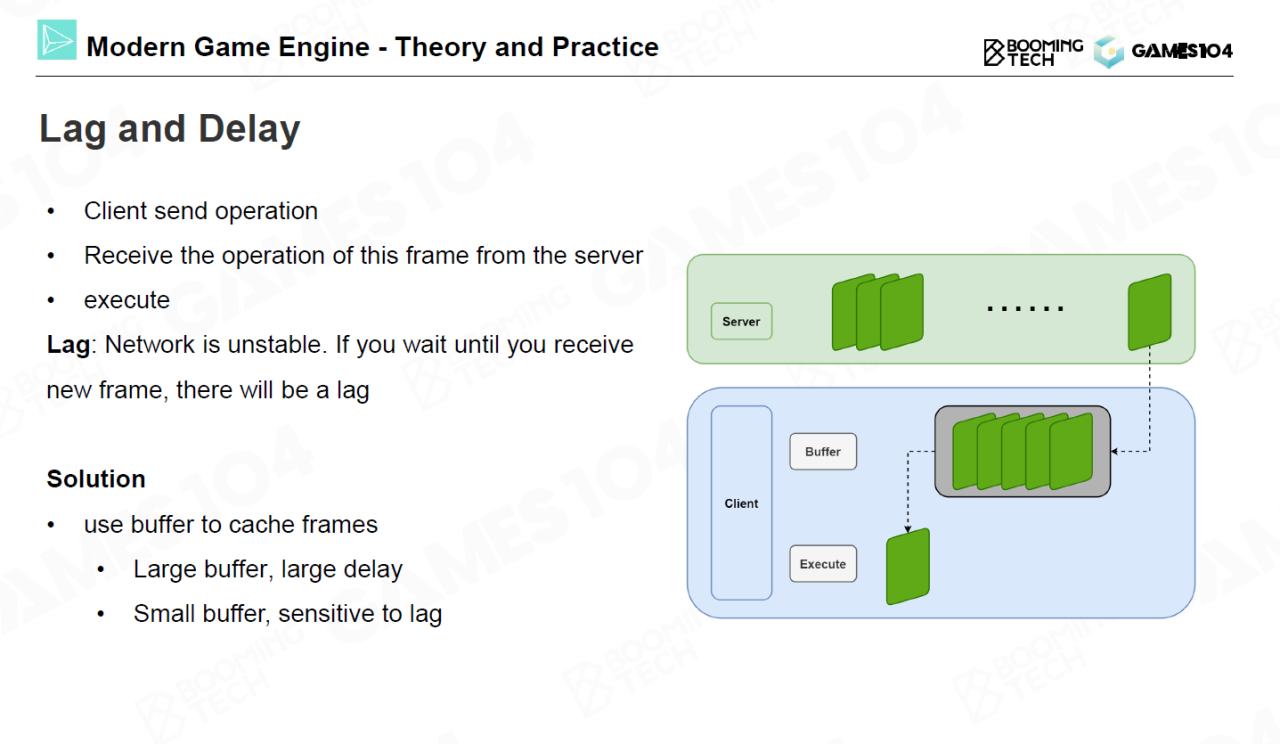 Modern Game Engine - Theory and Practice
BOOMING
TECH
GAMES104
Lag and Delay
• Client send operation
• Receive the operation of this frame from the server
• execute
Lag: Network is unstable. If you wait until you receive
new frame, there will be a lag
Solution
• use buffer to cache frames
• Large buffer, large delay
• Small buffer, sensitive to lag
Server
......
Client
Buffer
Execute